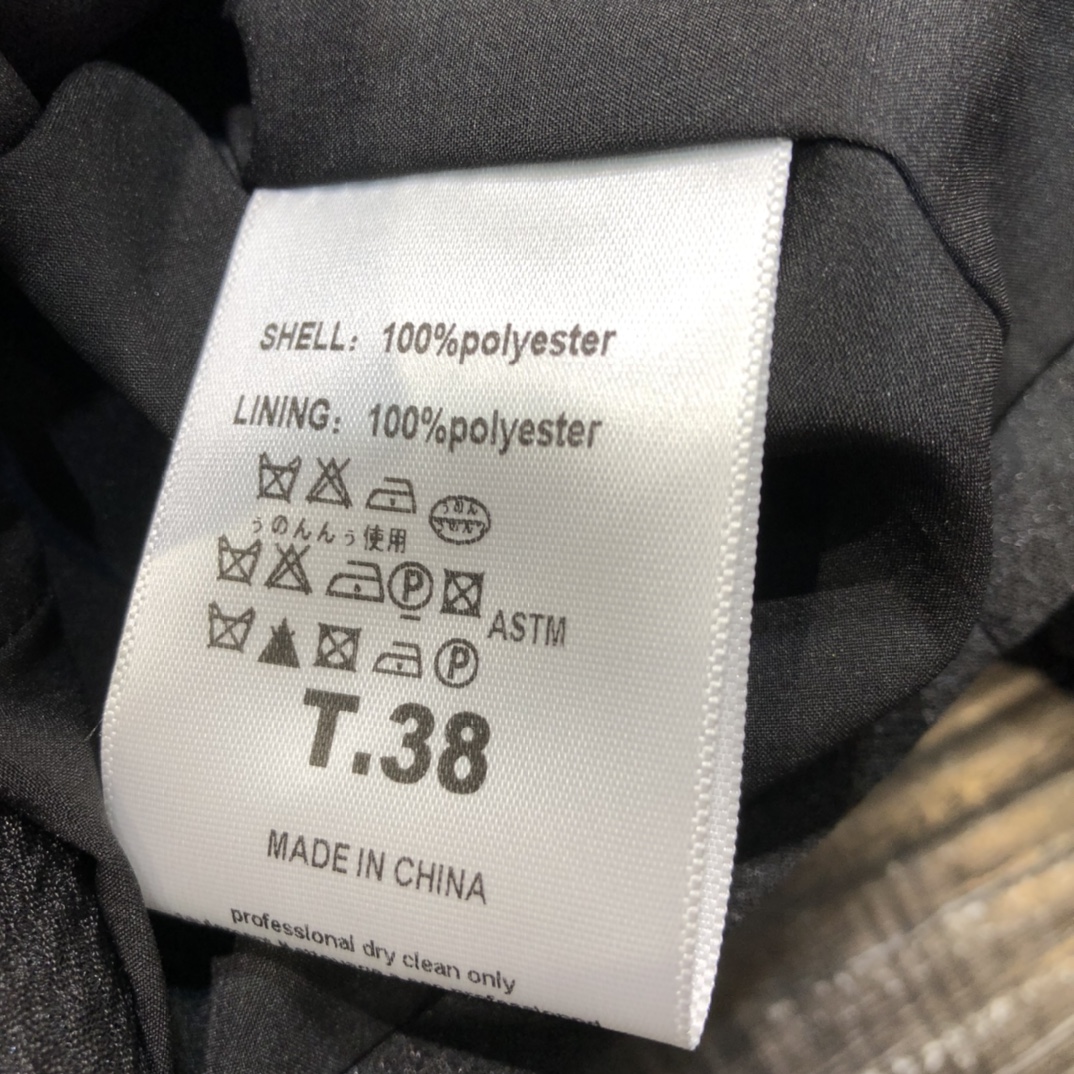 SHELL: 100%polyester
LINING: 100%polyester
ぅのんんぅ使用
P
ASTM
P
T.38
MADE IN CHINA
professional dry clean only